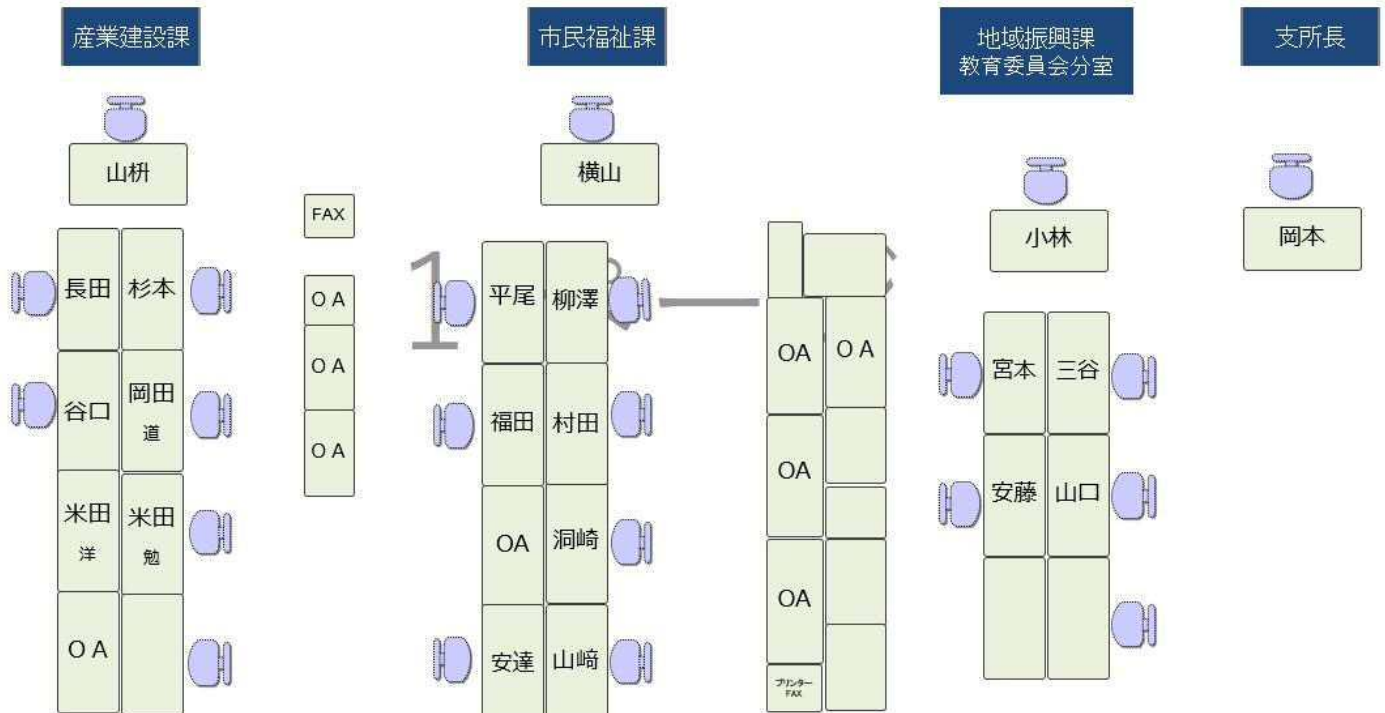 産業建設課
市民福祉課
地域振興課
教育委員会分室
支所長
山枡
横山
小林
岡本
FAX
長田
杉本
谷口
岡田
道
米田
洋
米田
勉
ＯＡ
ＯＡ
ＯＡ
ＯＡ
平尾
柳澤
福田
村田
OA
洞崎
安達
山﨑
OA
ＯＡ
OA
OA
プリンター
FAX
宮本
三谷
安藤
山口